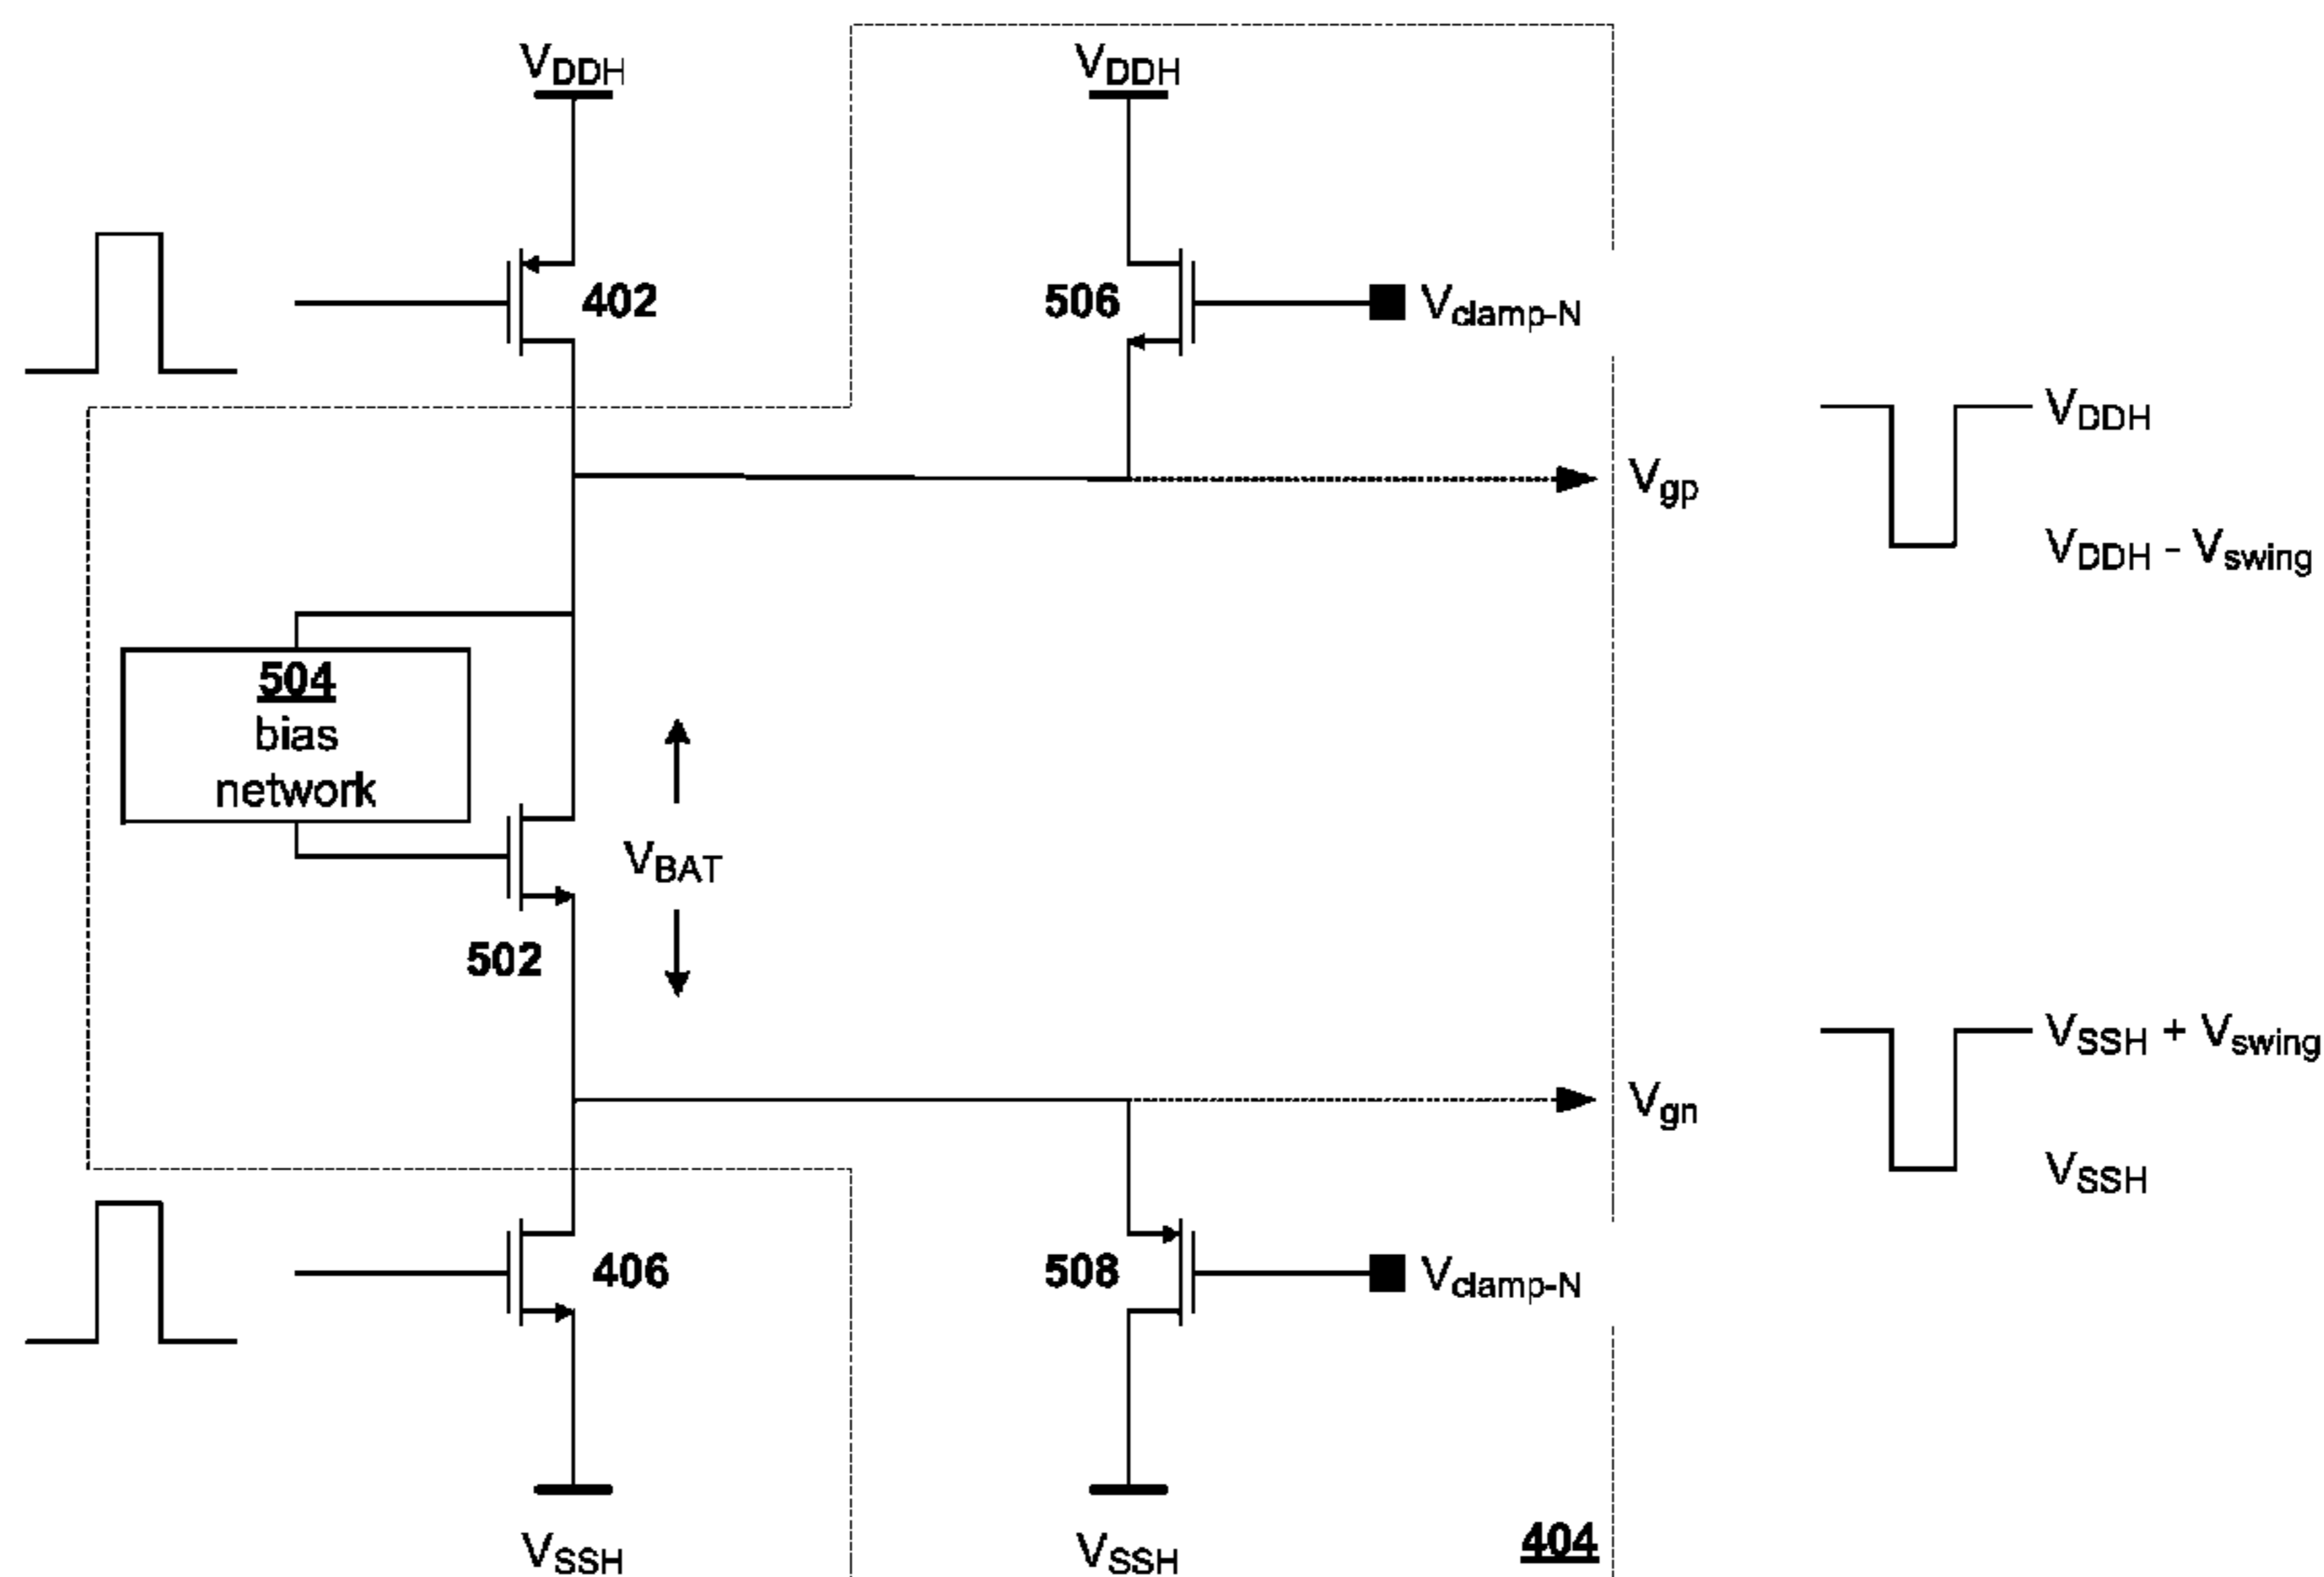 VDDH
VDDH
402
506
Vclamp-N
VDDH
Vgp
VDDH - Vswing
504
bias
network
VBAT
502
VSSH + Vswing
Vgn
VSSH
406
508
Vclamp-N
VSSH
VSSH
404